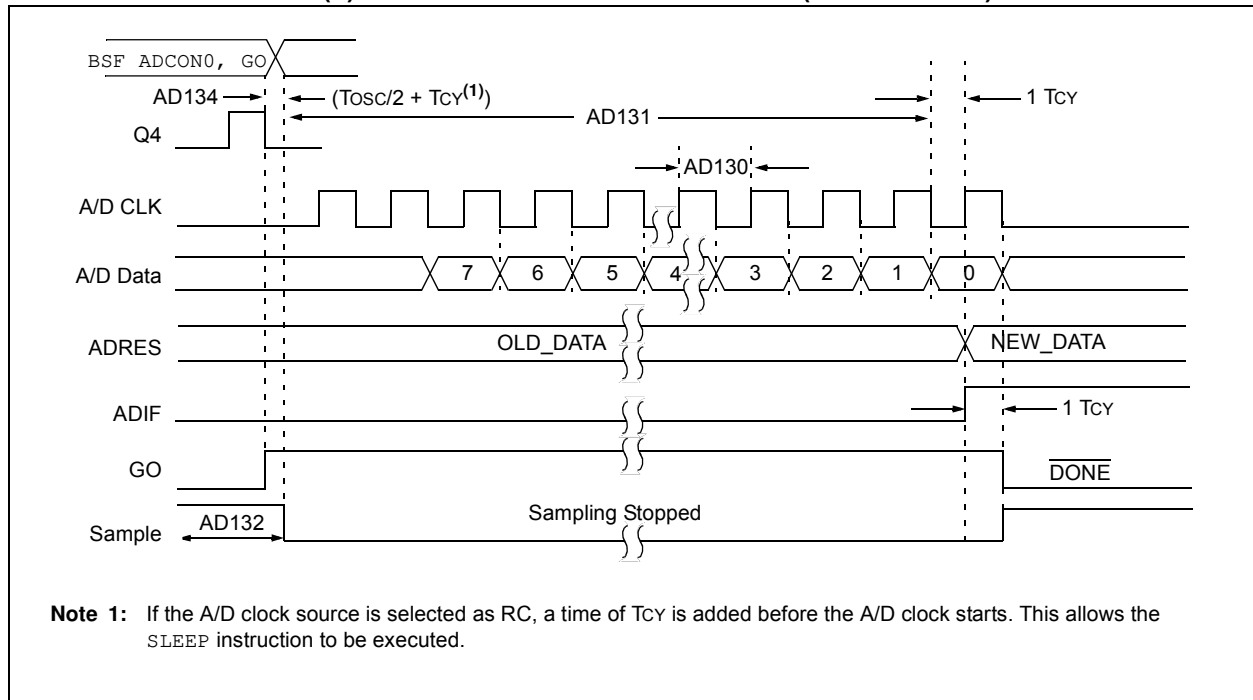 BSF ADCON0, GO
AD134
(TOSC/2 + TCY(1))
1 TCY
AD131
Q4
AD130
A/D CLK
A/D Data
7
6
5
4
3
2
1
0
ADRES
OLD_DATA
NEW_DATA
ADIF
1 TCY
GO
DONE
Sample
AD132
Sampling Stopped
Note 1: If the A/D clock source is selected as RC, a time of TCY is added before the A/D clock starts. This allows the
SLEEP instruction to be executed.